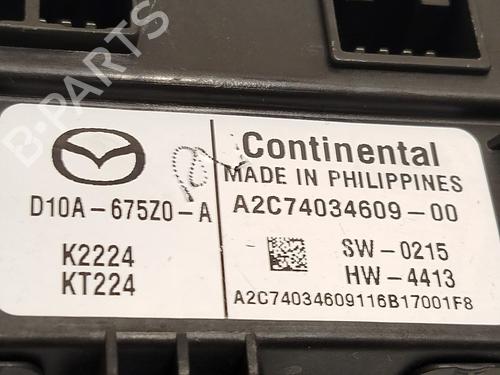 B-PARTS
D10A-675Z0-A
K2224
KT224
Continental
MADE IN PHILIPPINES
A2C74034609-00
SW-0215
HW-4413
A2C74034609116B17001F8